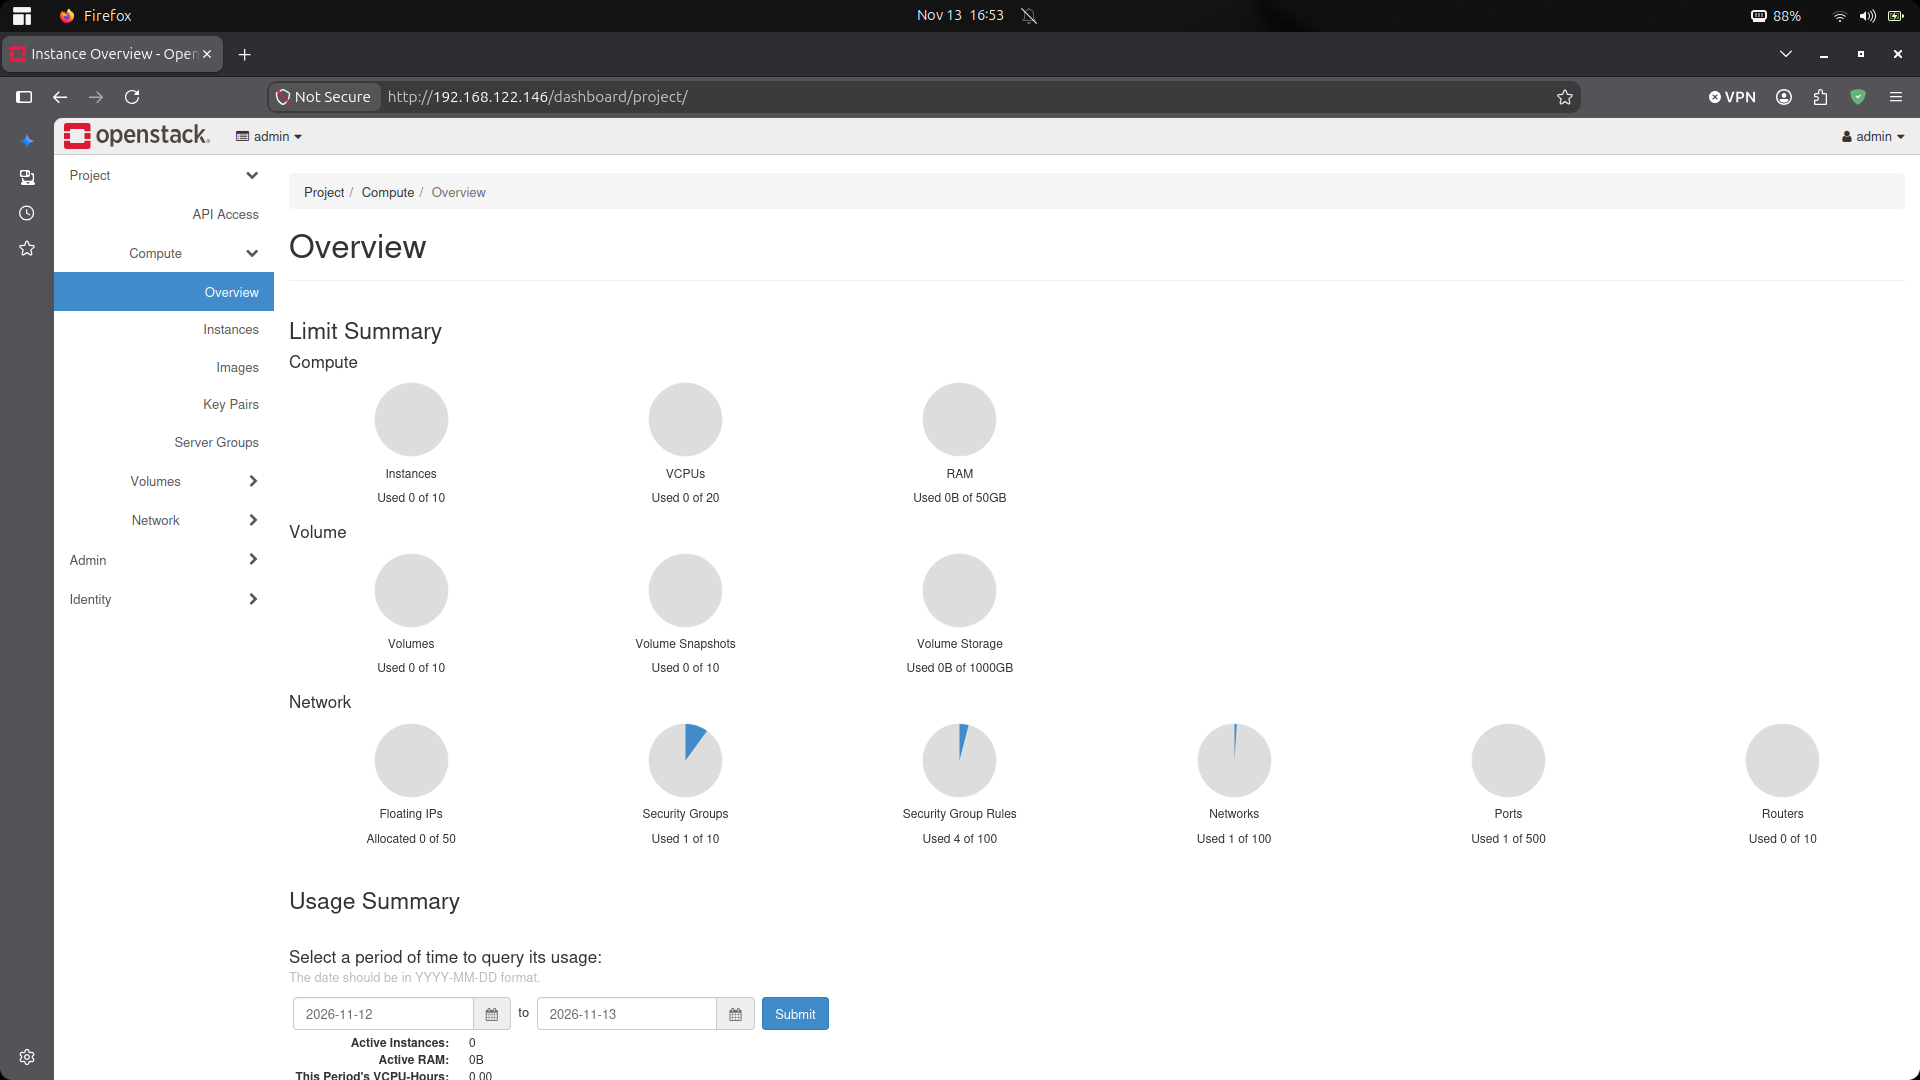 Firefox
Nov 13 16:53
88%
Instance Overview - Open
Not Secure
http://192.168.122.146/dashboard/project/
VPN
openstack.
admin
admin
Project
API Access
Compute
Overview
Instances
Images
Key Pairs
Server Groups
Volumes
Network
Admin
Identity
Project / Compute / Overview
Overview
Limit Summary
Compute
Instances
Used 0 of 10
VCPUs
Used 0 of 20
RAM
Used 0B of 50GB
Volume
Volumes
Used 0 of 10
Volume Snapshots
Used 0 of 10
Volume Storage
Used 0B of 1000GB
Network
Floating IPs
Allocated 0 of 50
Security Groups
Used 1 of 10
Security Group Rules
Used 4 of 100
Networks
Used 1 of 100
Ports
Used 1 of 500
Routers
Used 0 of 10
Usage Summary
Select a period of time to query its usage:
The date should be in YYYY-MM-DD format.
2026-11-12 to 2026-11-13 Submit
Active Instances: 0
Active RAM: 0B
This Period's VCPU-Hours: 0.00